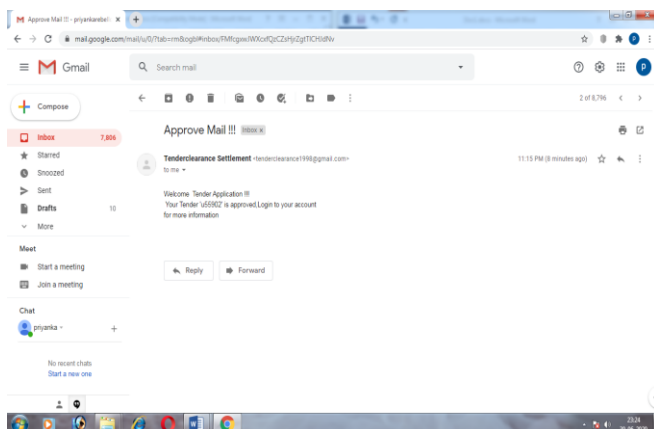 Approve Mail !!! - priyankarebal
mail.google.com/mail/u/0/?tab=rm&ogbl#inbox/
Gmail
Search mail
Compose
2 of 8,796
Inbox 7,806
Starred
Snoozed
Sent
Drafts 10
More
Meet
Start a meeting
Join a meeting
Chat
priyanka
No recent chats
Start a new one
Approve Mail !!! Inbox x
Tenderclearance Settlement <tenderclearance1998@gmail.com> 11:15 PM (8 minutes ago)
to me
Welcome Tender Application !!!
Your Tender 'u55902' is approved,Login to your account
for more information
Reply Forward
23:24